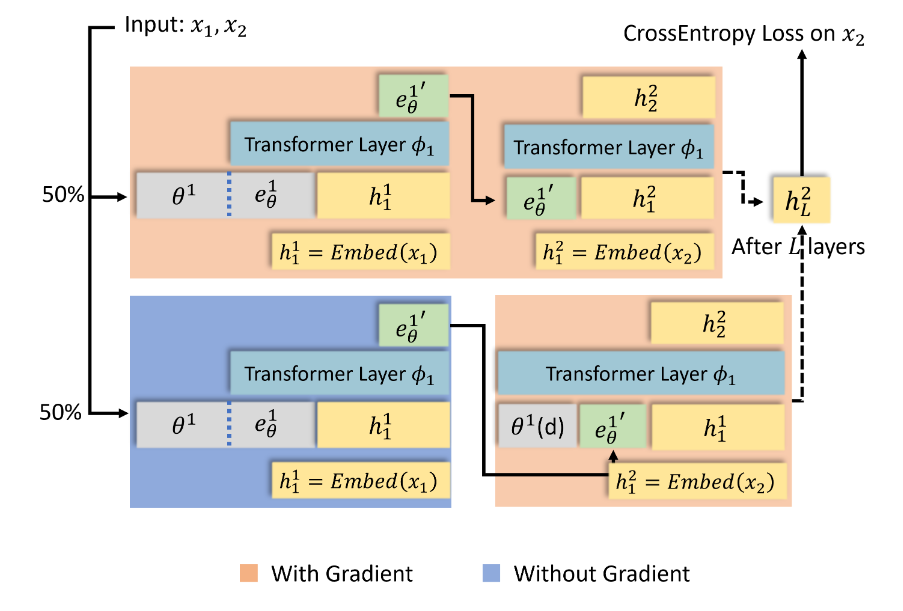 Input: $x_1, x_2$
CrossEntropy Loss on $x_2$
$e_\theta^{1\prime}$
$h_2^2$
Transformer Layer $\phi_1$
Transformer Layer $\phi_1$
50%
$\theta^1$
$e_\theta^1$
$h_1^1$
$e_\theta^{1\prime}$
$h_1^2$
$h_L^2$
$h_1^1 = Embed(x_1)$
$h_1^2 = Embed(x_2)$
After $L$ layers
$e_\theta^{1\prime}$
$h_2^2$
Transformer Layer $\phi_1$
Transformer Layer $\phi_1$
50%
$\theta^1$
$e_\theta^1$
$h_1^1$
$\theta^1$(d)
$e_\theta^{1\prime}$
$h_1^1$
$h_1^1 = Embed(x_1)$
$h_1^2 = Embed(x_2)$
With Gradient
Without Gradient